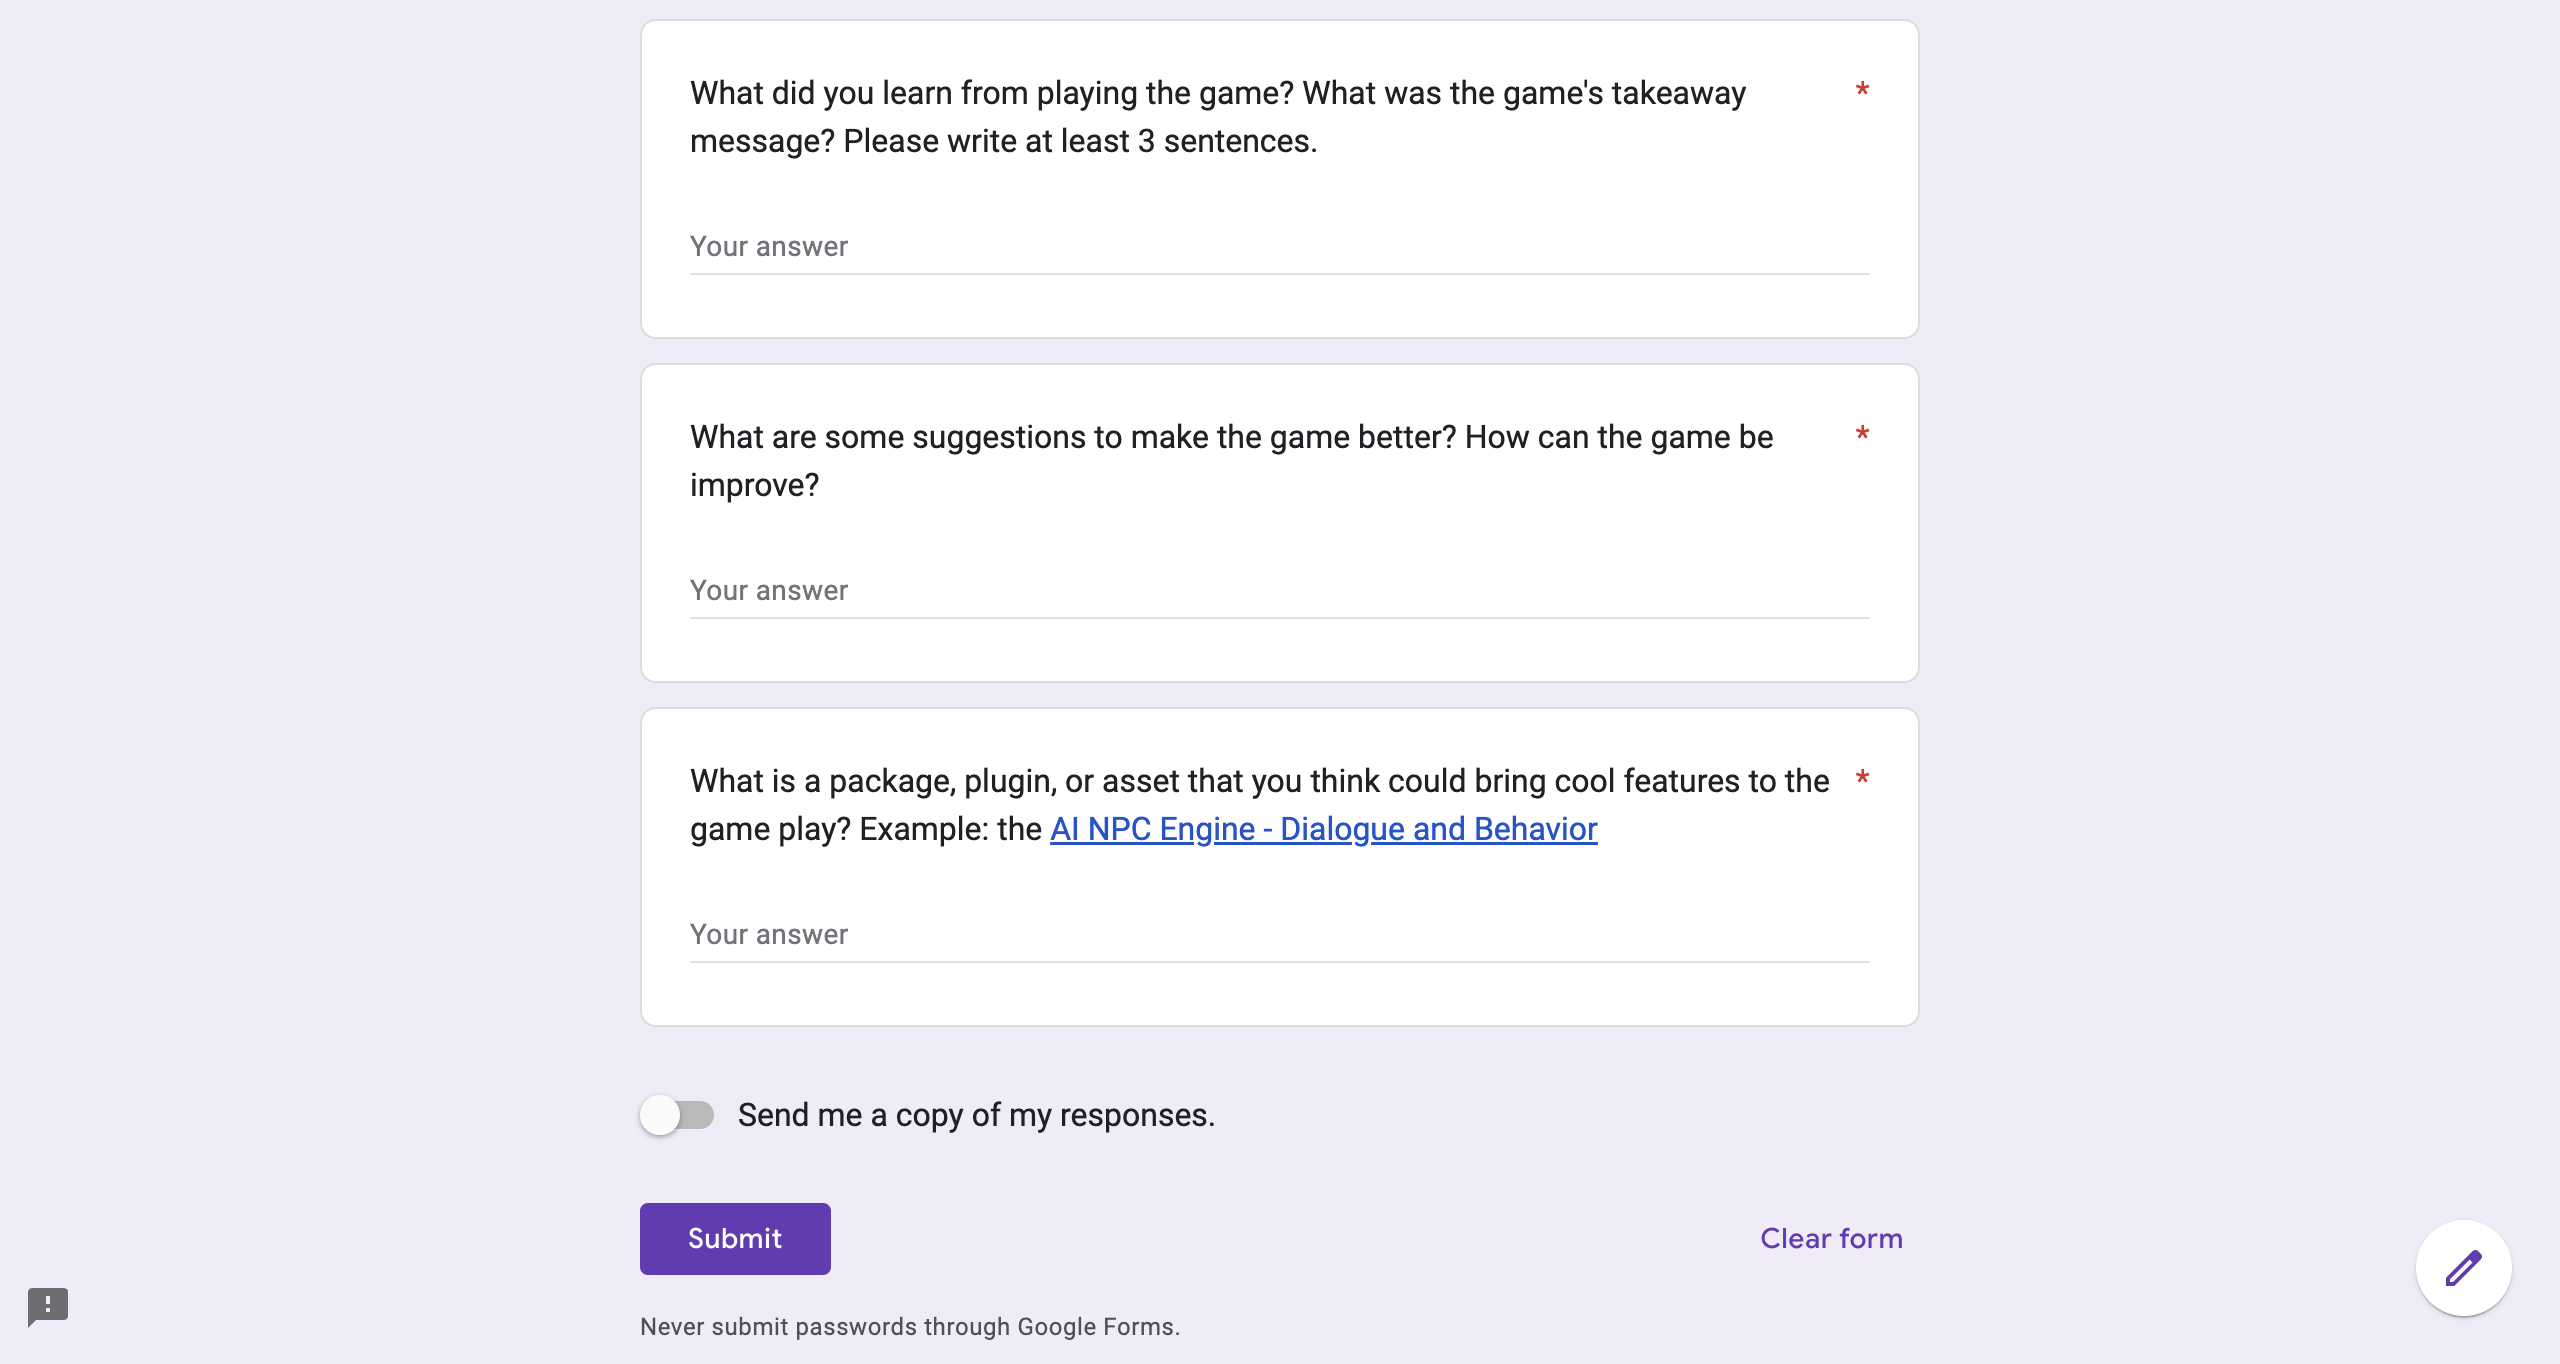 What did you learn from playing the game? What was the game's takeaway *
message? Please write at least 3 sentences.
Your answer
What are some suggestions to make the game better? How can the game be *
improve?
Your answer
What is a package, plugin, or asset that you think could bring cool features to the *
game play? Example: the AI NPC Engine - Dialogue and Behavior
Your answer
Send me a copy of my responses.
Submit
Clear form
Never submit passwords through Google Forms.